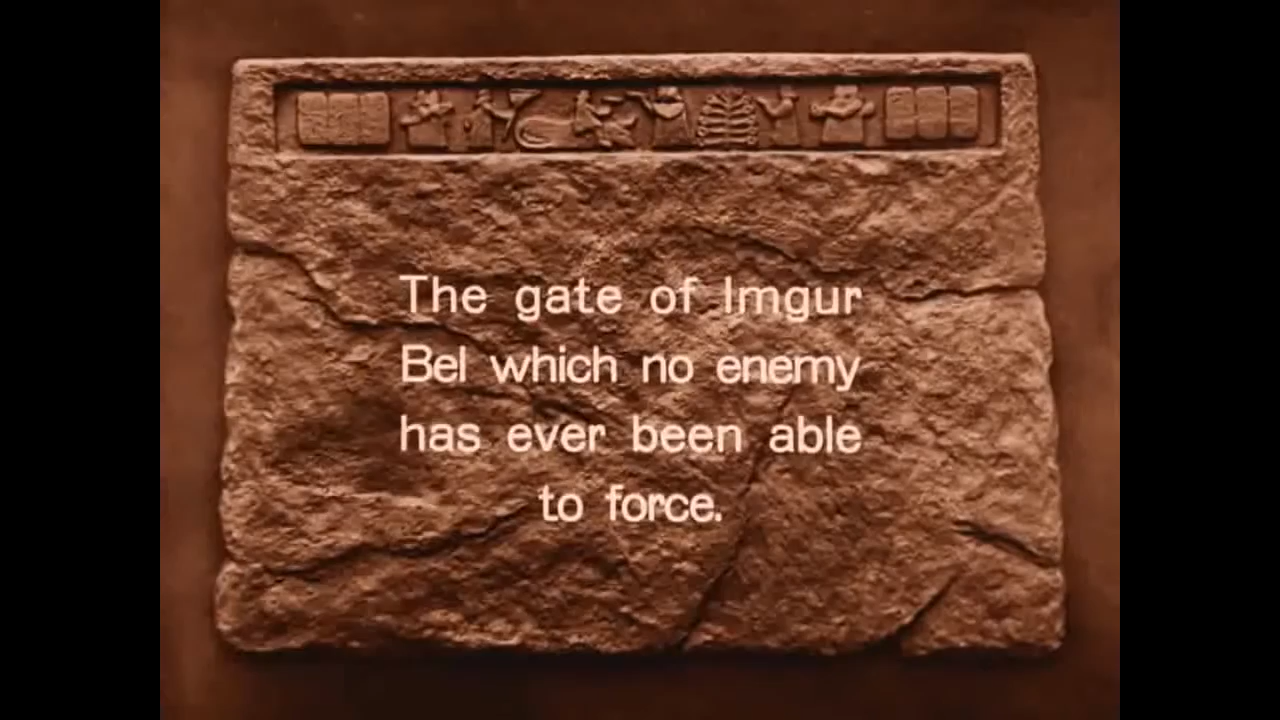 The gate of Imgur
Bel which no enemy
has ever been able
to force.